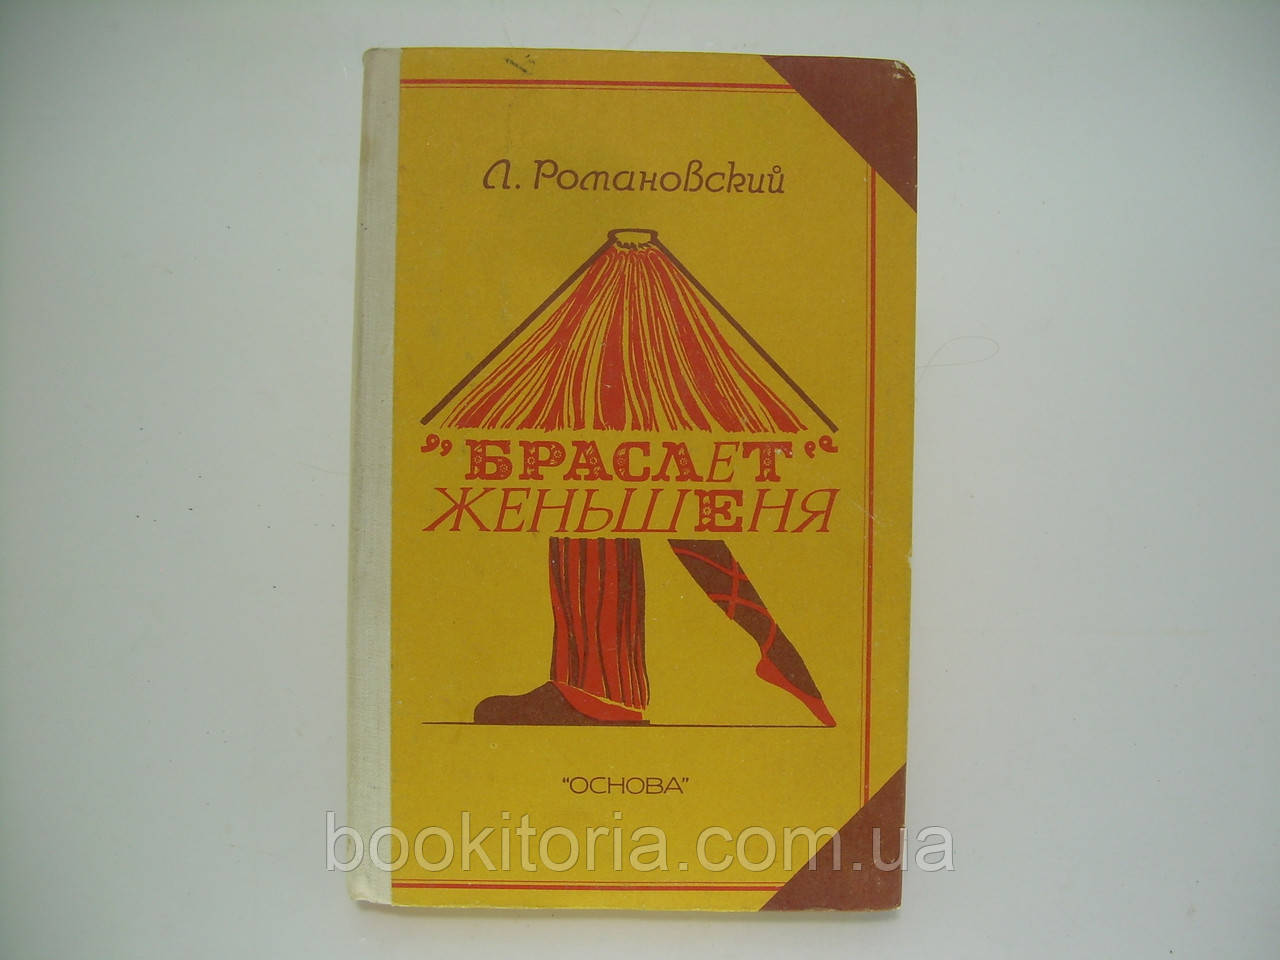 Л. Романовский
„БРАСЛЕТ“
ЖЕНЬШЕНЯ
"ОСНОВА"
bookitoria.com.ua